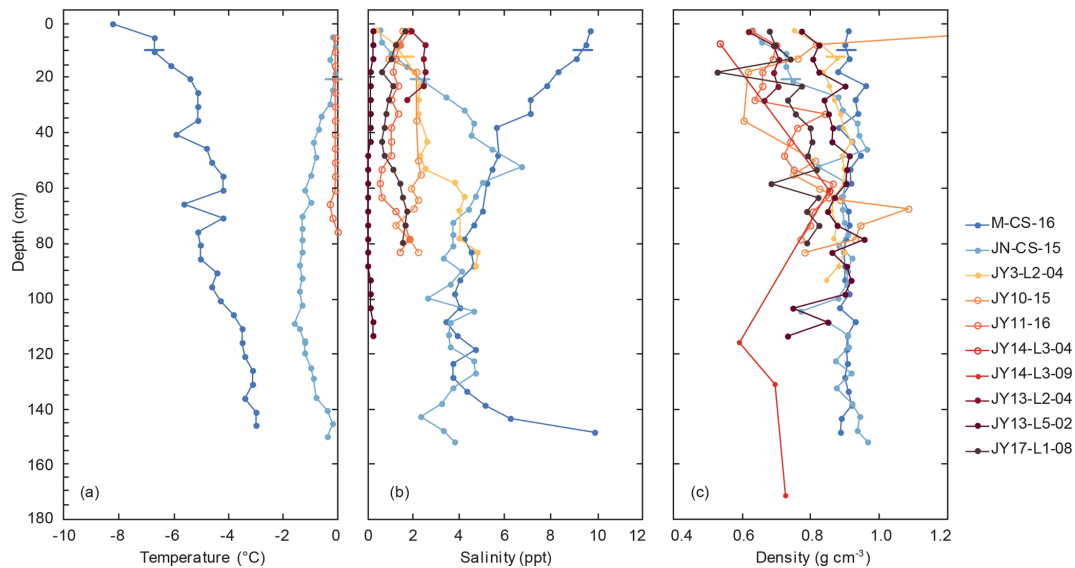 0
20
40
60
80
100
120
140
160
180
Depth (cm)
(a)
-10 -8 -6 -4 -2 0
Temperature (°C)
(b)
0 2 4 6 8 10 12
Salinity (ppt)
(c)
0.4 0.6 0.8 1.0 1.2
Density (g cm-3)
M-CS-16
JN-CS-15
JY3-L2-04
JY10-15
JY11-16
JY14-L3-04
JY14-L3-09
JY13-L2-04
JY13-L5-02
JY17-L1-08